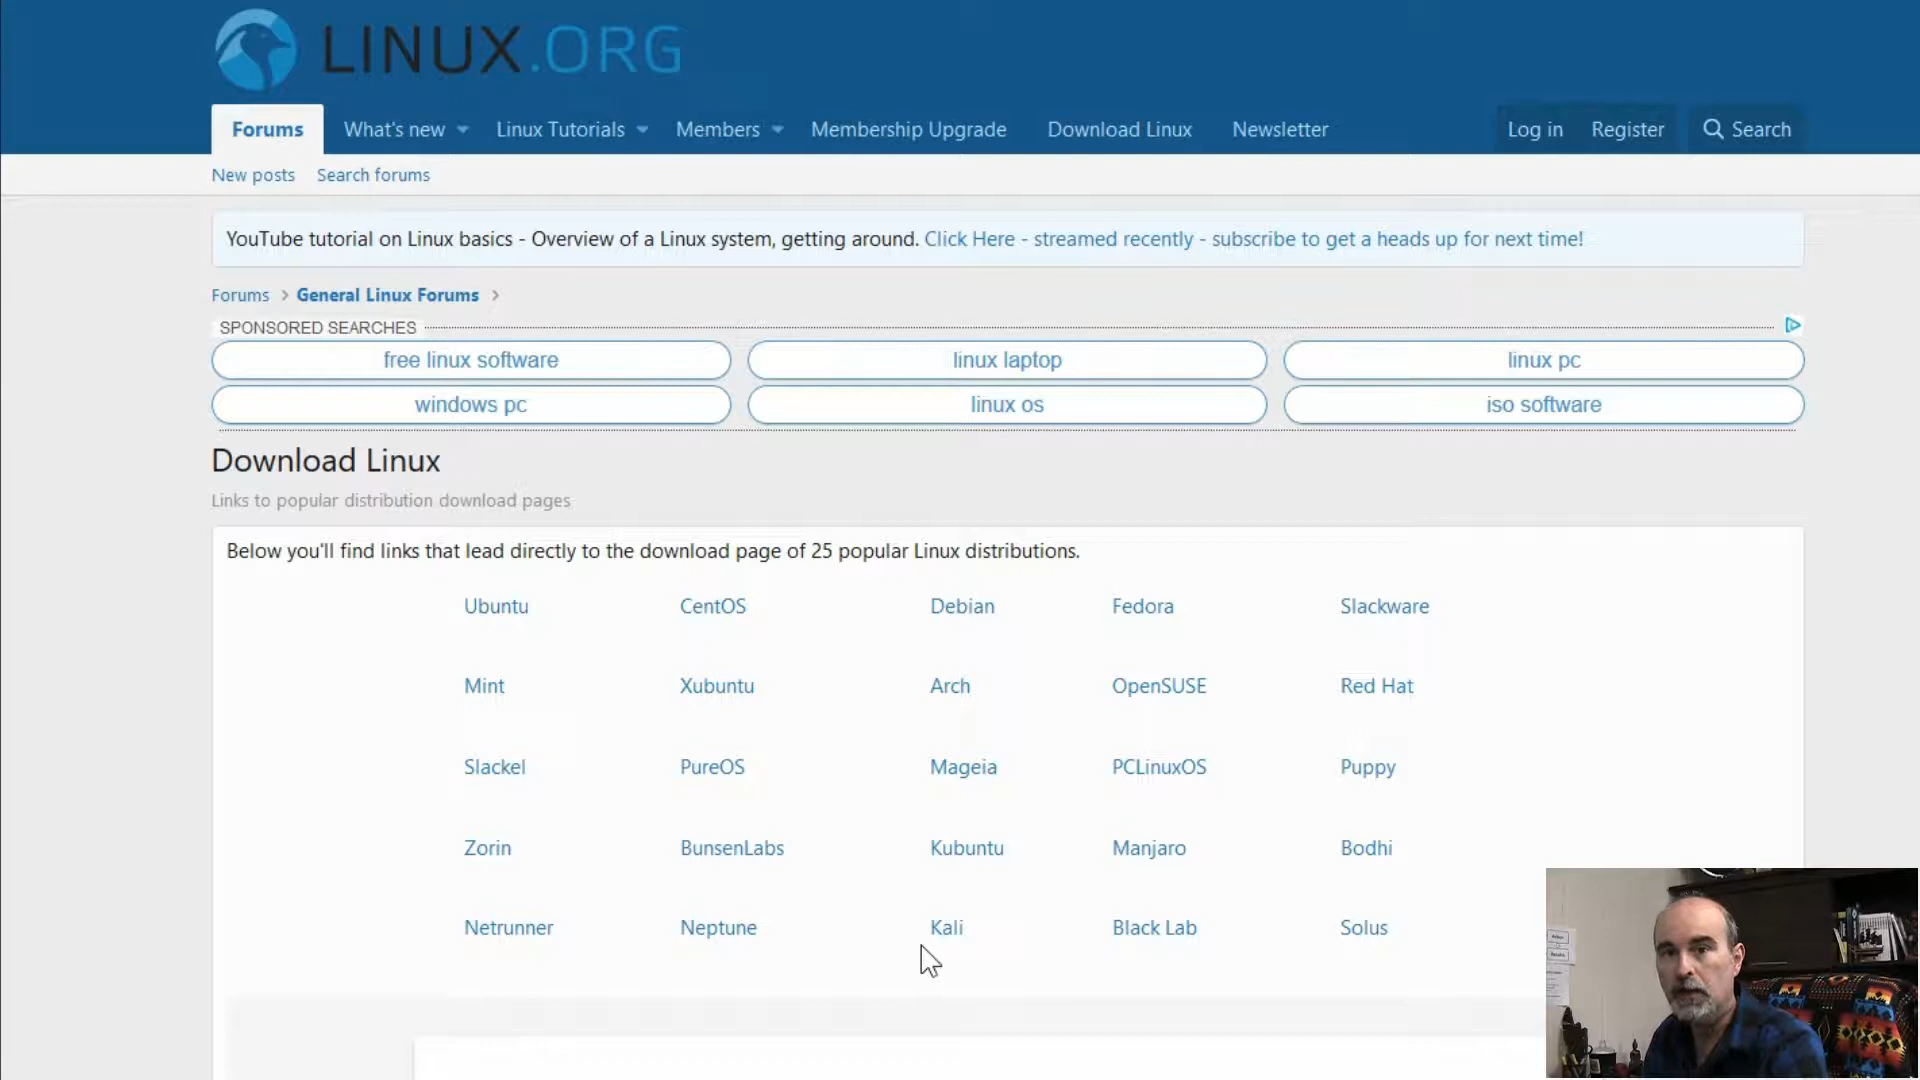 LINUX.ORG
Forums What's new Linux Tutorials Members Membership Upgrade Download Linux Newsletter Log in Register Search
New posts Search forums
YouTube tutorial on Linux basics - Overview of a Linux system, getting around. Click Here - streamed recently - subscribe to get a heads up for next time!
Forums General Linux Forums
SPONSORED SEARCHES
free linux software linux laptop linux pc
windows pc linux os iso software
Download Linux
Links to popular distribution download pages
Below you'll find links that lead directly to the download page of 25 popular Linux distributions.
Ubuntu CentOS Debian Fedora Slackware
Mint Xubuntu Arch OpenSUSE Red Hat
Slackel PureOS Mageia PCLinuxOS Puppy
Zorin BunsenLabs Kubuntu Manjaro Bodhi
Netrunner Neptune Kali Black Lab Solus